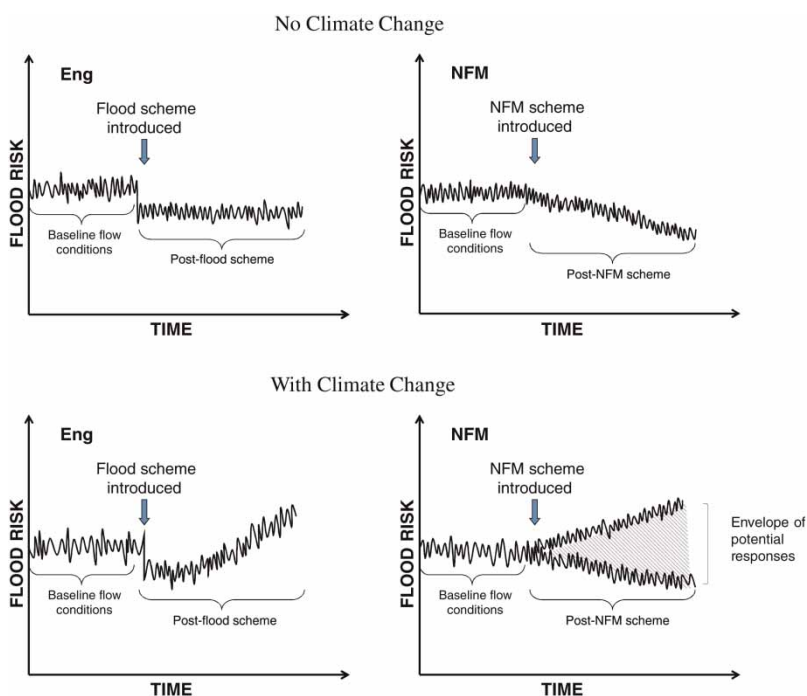 No Climate Change
Eng
Flood scheme
introduced
FLOOD RISK
Baseline flow
conditions
Post-flood scheme
TIME
NFM
NFM scheme
introduced
FLOOD RISK
Baseline flow
conditions
Post-NFM scheme
TIME
With Climate Change
Eng
Flood scheme
introduced
FLOOD RISK
Baseline flow
conditions
Post-flood scheme
TIME
NFM
NFM scheme
introduced
FLOOD RISK
Envelope of
potential
responses
Baseline flow
conditions
Post-NFM scheme
TIME